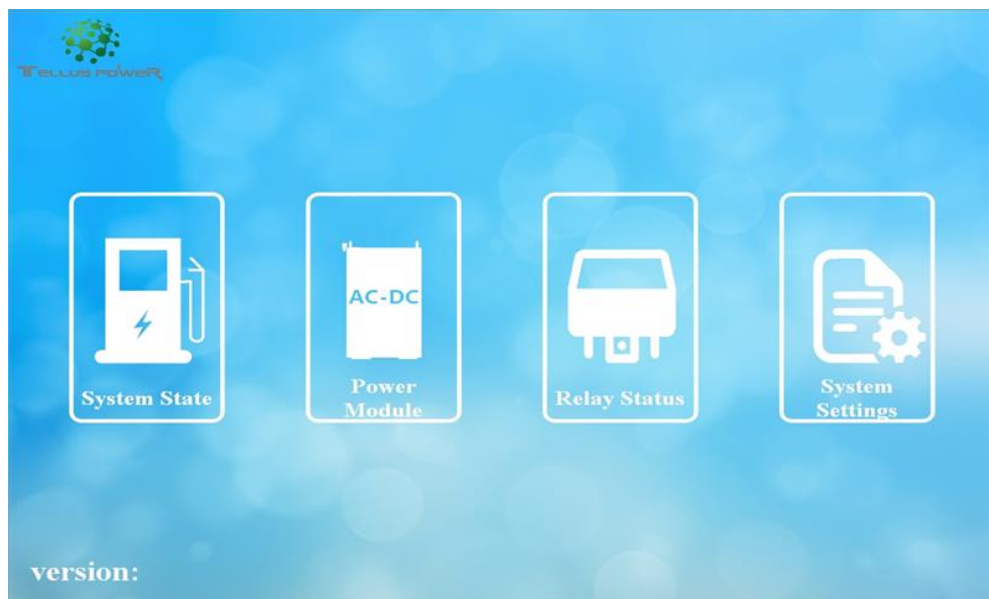 TELLUS POWER
System State
AC-DC
Power
Module
Relay Status
System
Settings
version: